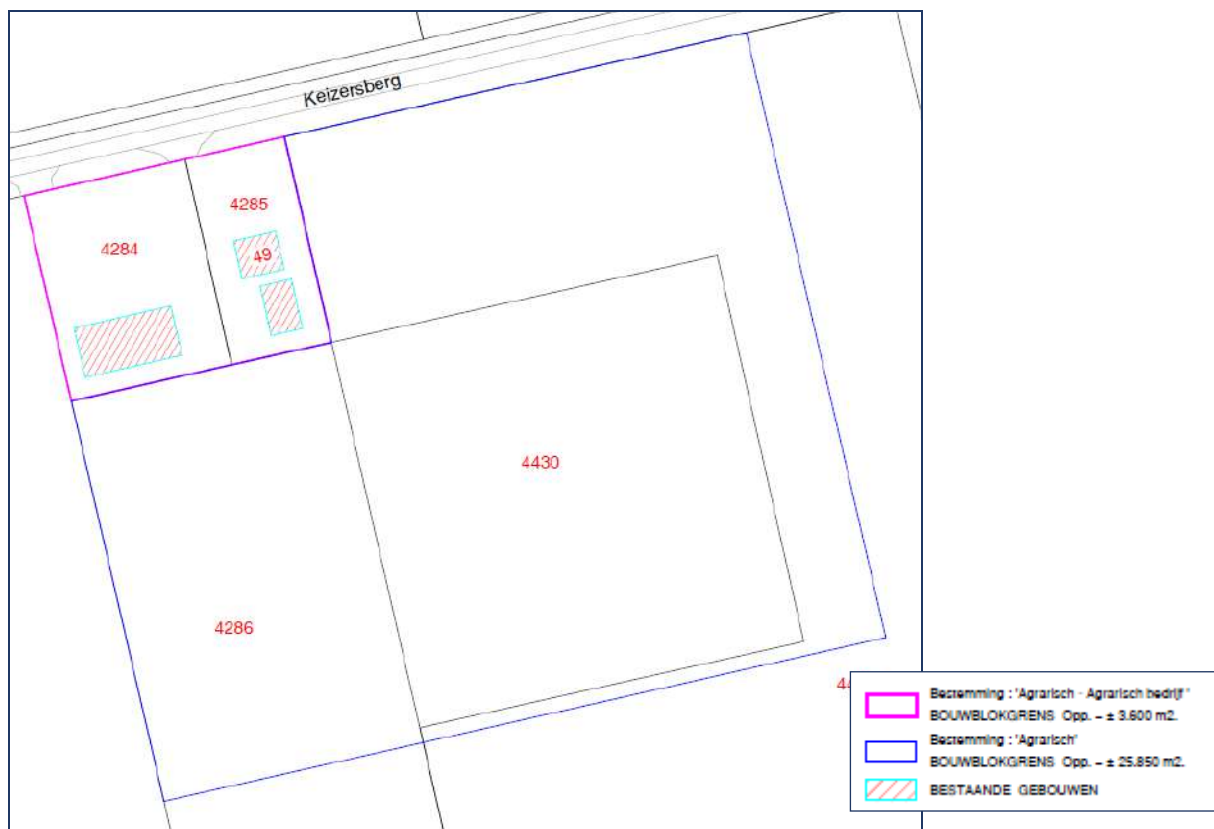 Keizersberg
4285
4284
49
4430
4286
Bestemming : 'Agrarisch - Agrarisch bedrijf '
BOUWBLOKGRENS Opp. = ± 3.600 m2.
Bestemming : 'Agrarisch'
BOUWBLOKGRENS Opp. = ± 25.850 m2.
BESTAANDE GEBOUWEN